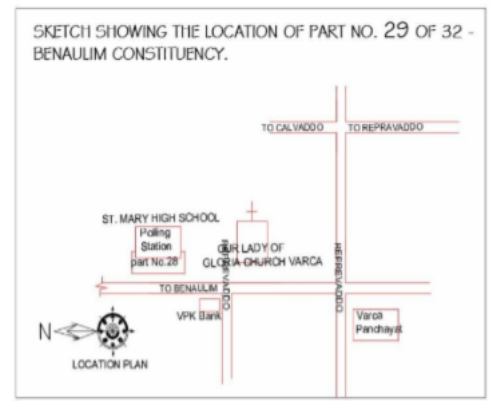 SKETCH SHOWING THE LOCATION OF PART NO. 29 OF 32 -
BENAULIM CONSTITUENCY.
TO CALVADDO
TO REPRAVADDO
ST. MARY HIGH SCHOOL
Polling
Station
part No.28
OUR LADY OF
GLORIA CHURCH VARCA
TO BENAULIM
VPK Bank
Varca
Panchayat
N
LOCATION PLAN